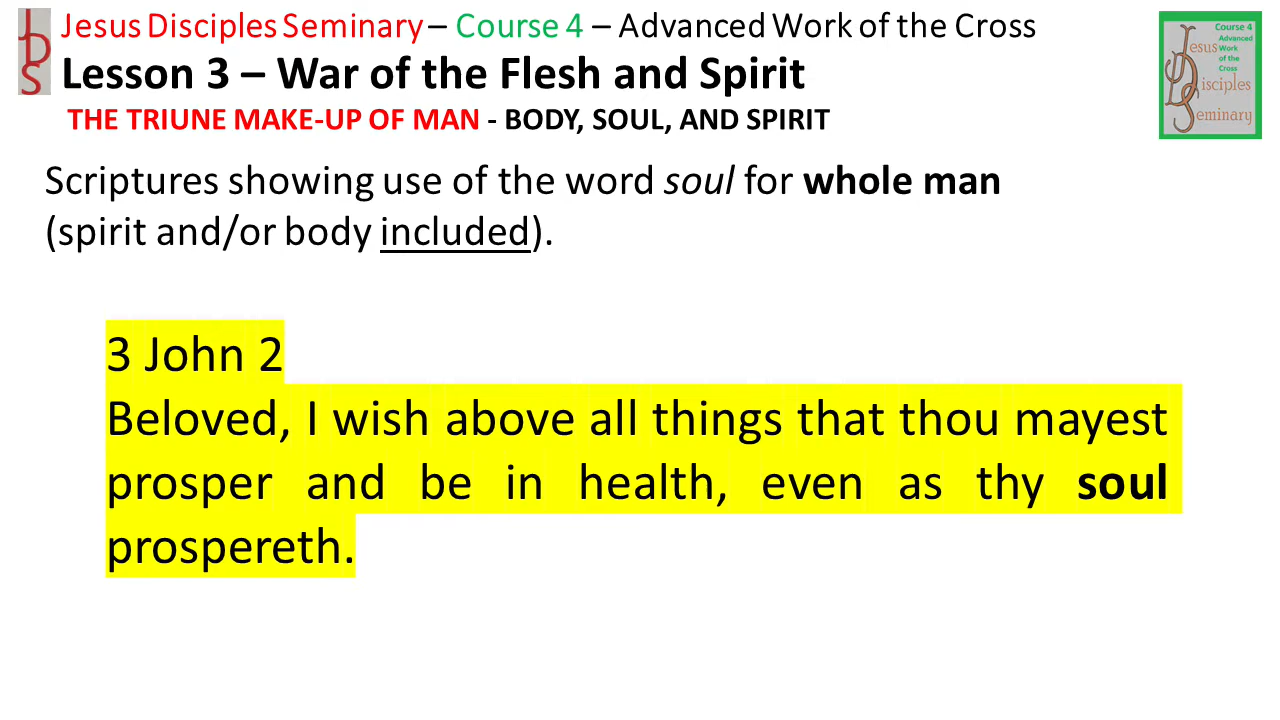 JDS
Jesus Disciples Seminary – Course 4 – Advanced Work of the Cross
Lesson 3 – War of the Flesh and Spirit
THE TRIUNE MAKE-UP OF MAN - BODY, SOUL, AND SPIRIT
Course 4
Advanced
Work
of the
Cross
Jesus
Disciples
Seminary
Scriptures showing use of the word soul for whole man
(spirit and/or body included).
3 John 2
Beloved, I wish above all things that thou mayest
prosper and be in health, even as thy soul
prospereth.